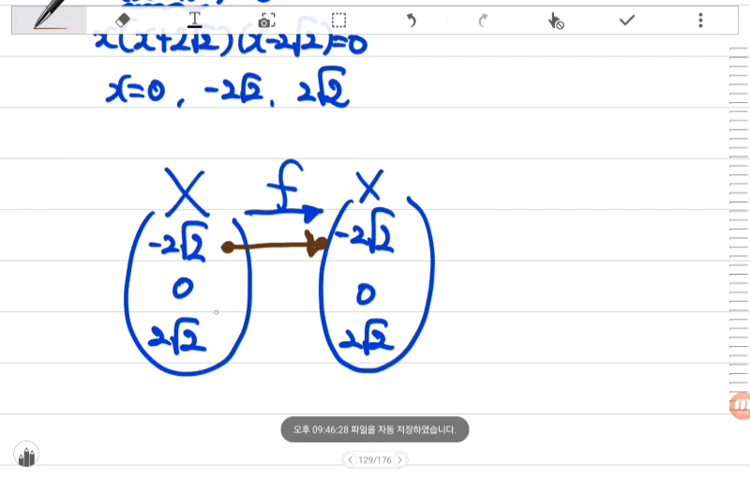 T
x(x+2√2)(x-2√2)=0
x=0, -2√2, 2√2
X f X
-2√2 -2√2
0 0
2√2 2√2
오후 09:46:28 파일을 자동 저장하였습니다.
129/176